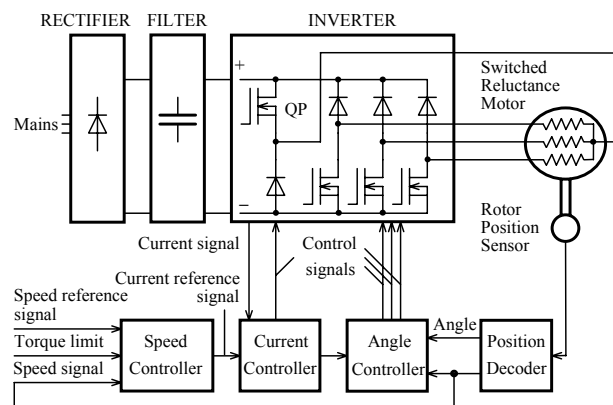 RECTIFIER FILTER INVERTER
+
QP
Switched
Reluctance
Motor
Mains
−
Rotor
Position
Sensor
Current signal
Control
signals
Current reference
signal
Speed reference
signal
Torque limit
Speed signal
Speed
Controller
Current
Controller
Angle
Controller
Angle
Position
Decoder